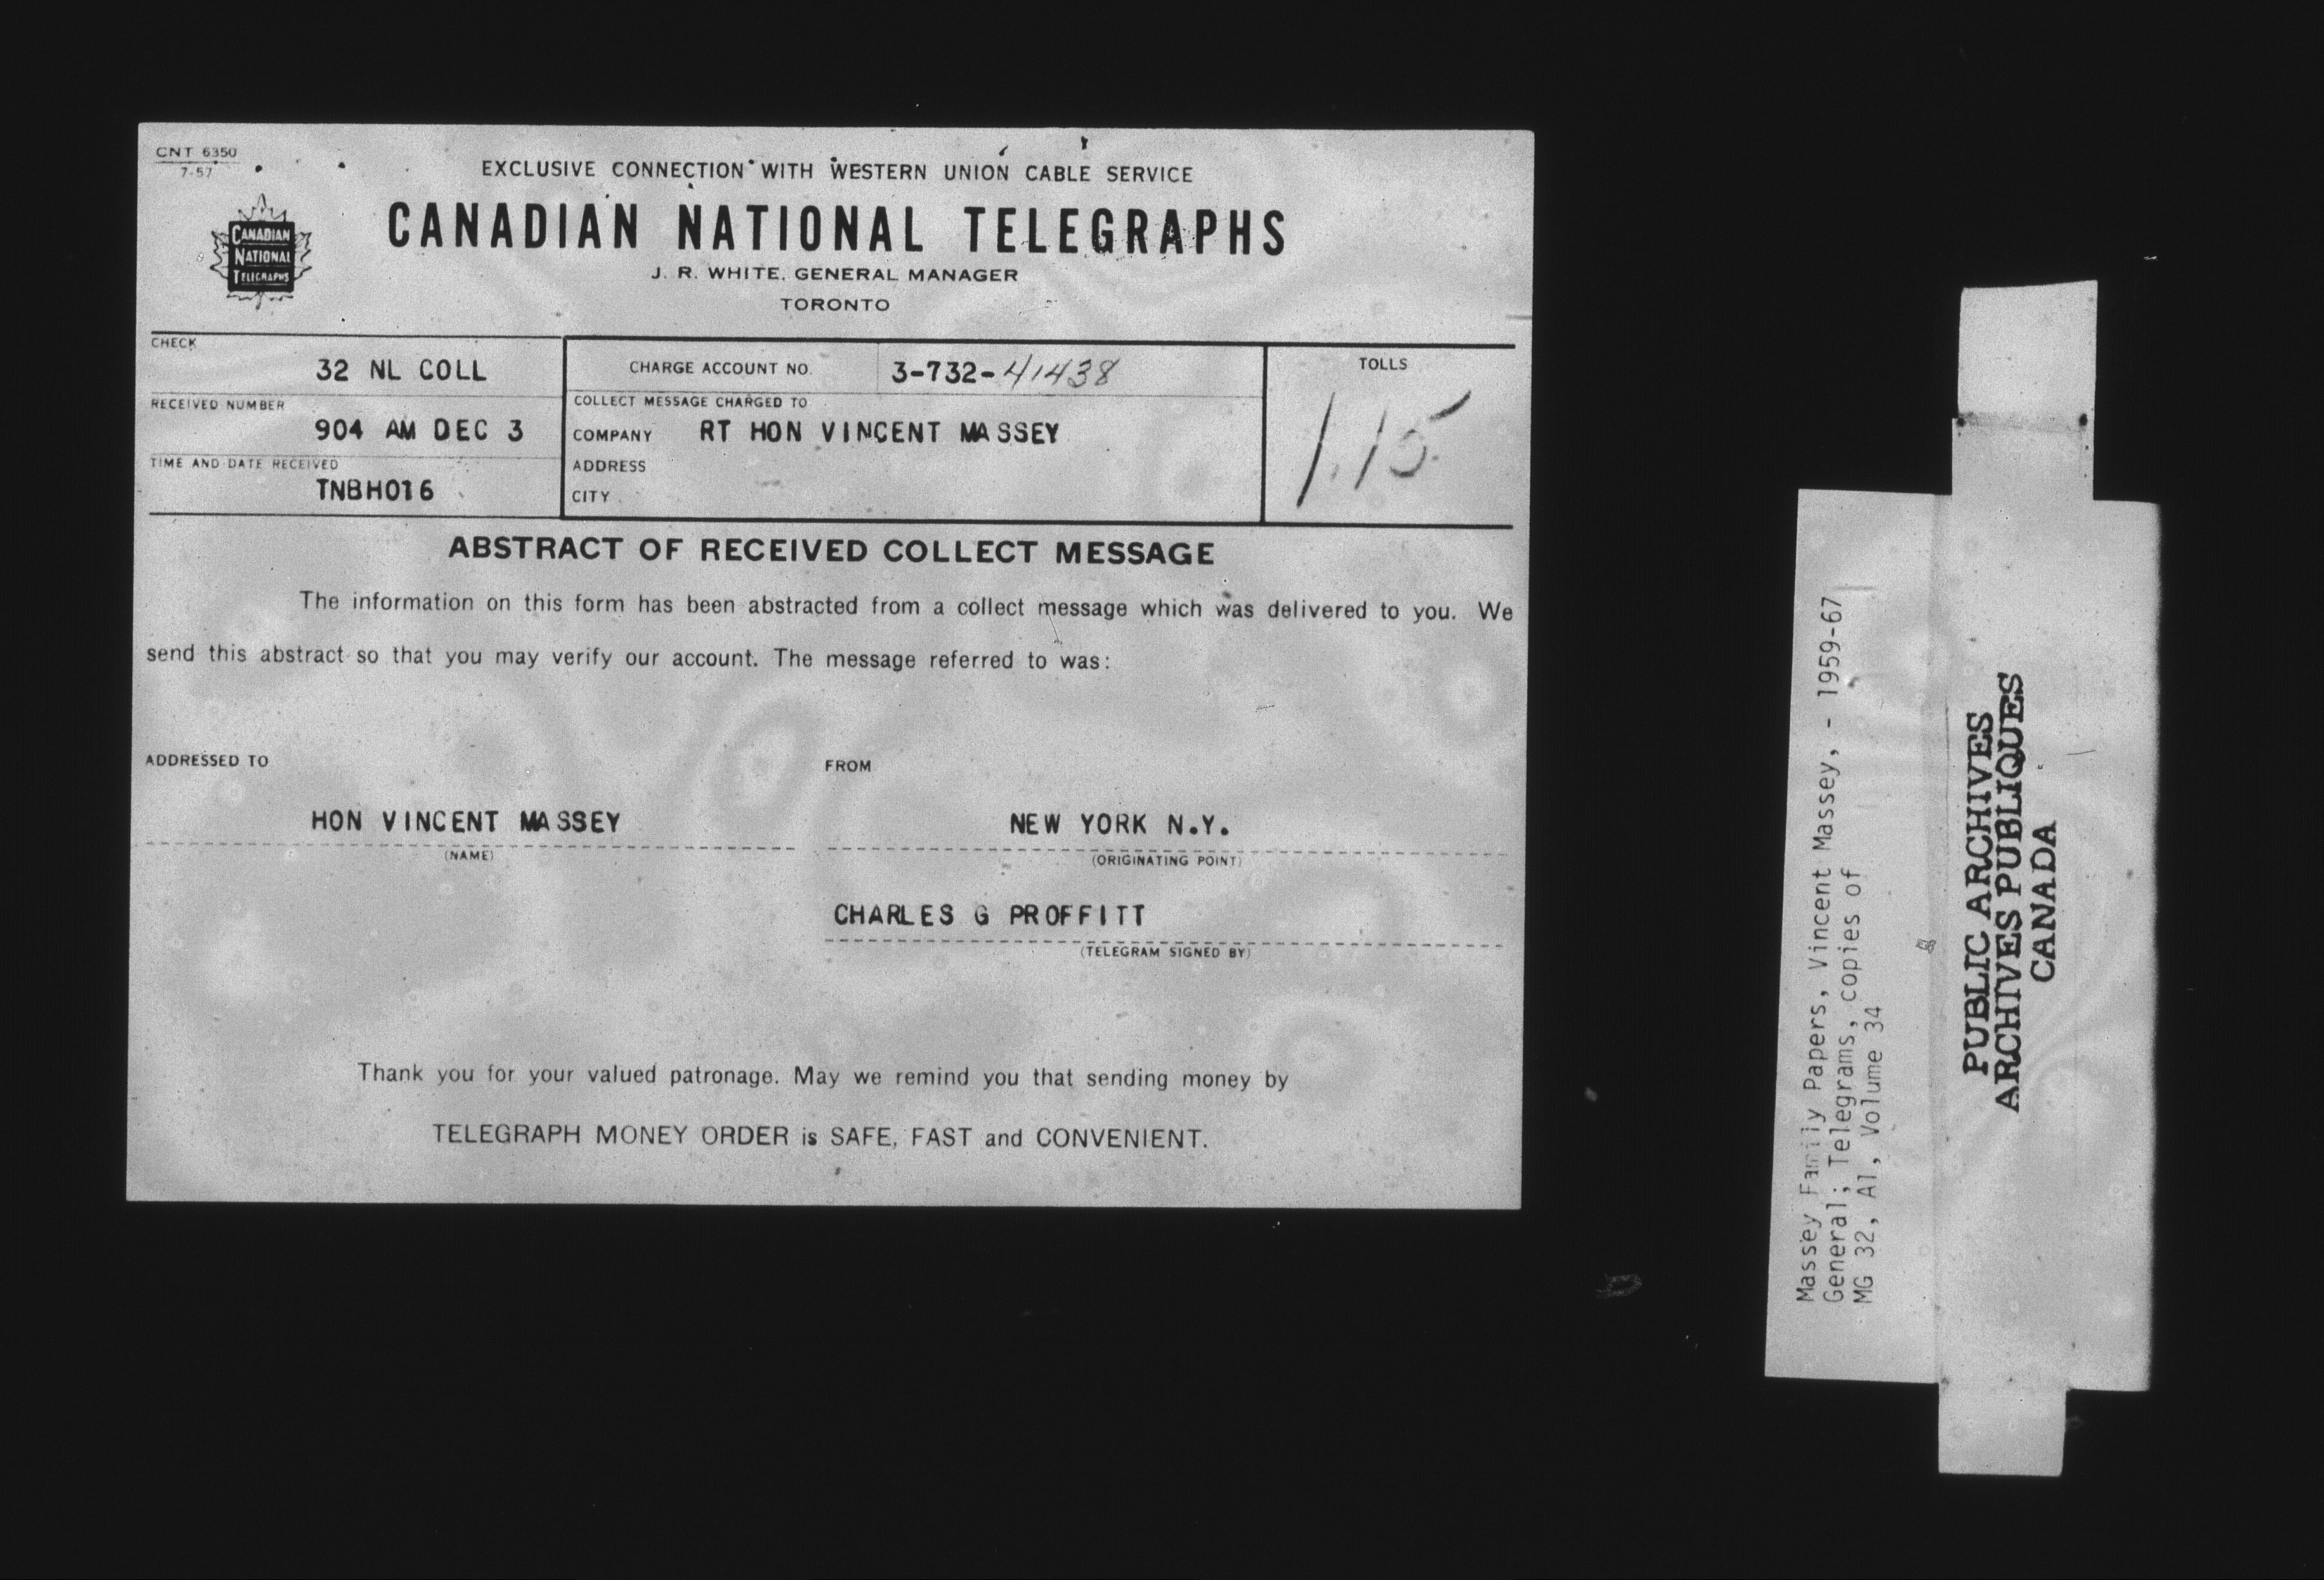 CNT 6350
7-57
EXCLUSIVE CONNECTION WITH WESTERN UNION CABLE SERVICE
CANADIAN
NATIONAL
TELEGRAPHS
CANADIAN NATIONAL TELEGRAPHS
J. R. WHITE, GENERAL MANAGER
TORONTO
CHECK
32 NL COLL
RECEIVED NUMBER
904 AM DEC 3
TIME AND DATE RECEIVED
TNBH016
CHARGE ACCOUNT NO. 3-732-41438
COLLECT MESSAGE CHARGED TO
COMPANY RT HON VINCENT MASSEY
ADDRESS
CITY
TOLLS
1.15
ABSTRACT OF RECEIVED COLLECT MESSAGE
The information on this form has been abstracted from a collect message which was delivered to you. We
send this abstract so that you may verify our account. The message referred to was:
ADDRESSED TO
FROM
HON VINCENT MASSEY
(NAME)
NEW YORK N.Y.
(ORIGINATING POINT)
CHARLES G PROFFITT
(TELEGRAM SIGNED BY)
Thank you for your valued patronage. May we remind you that sending money by
TELEGRAPH MONEY ORDER is SAFE, FAST and CONVENIENT.
Massey Family Papers, Vincent Massey, - 1959-67
General; Telegrams, copies of
MG 32, A1, Volume 34
PUBLIC ARCHIVES
ARCHIVES PUBLIQUES
CANADA